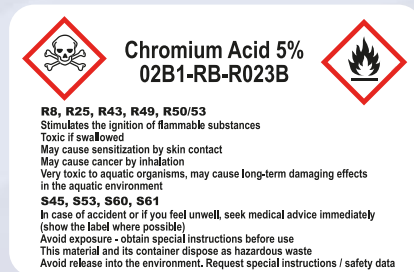 Chromium Acid 5%
02B1-RB-R023B
R8, R25, R43, R49, R50/53
Stimulates the ignition of flammable substances
Toxic if swallowed
May cause sensitization by skin contact
May cause cancer by inhalation
Very toxic to aquatic organisms, may cause long-term damaging effects
in the aquatic environment
S45, S53, S60, S61
In case of accident or if you feel unwell, seek medical advice immediately
(show the label where possible)
Avoid exposure - obtain special instructions before use
This material and its container dispose as hazardous waste
Avoid release into the environment. Request special instructions / safety data